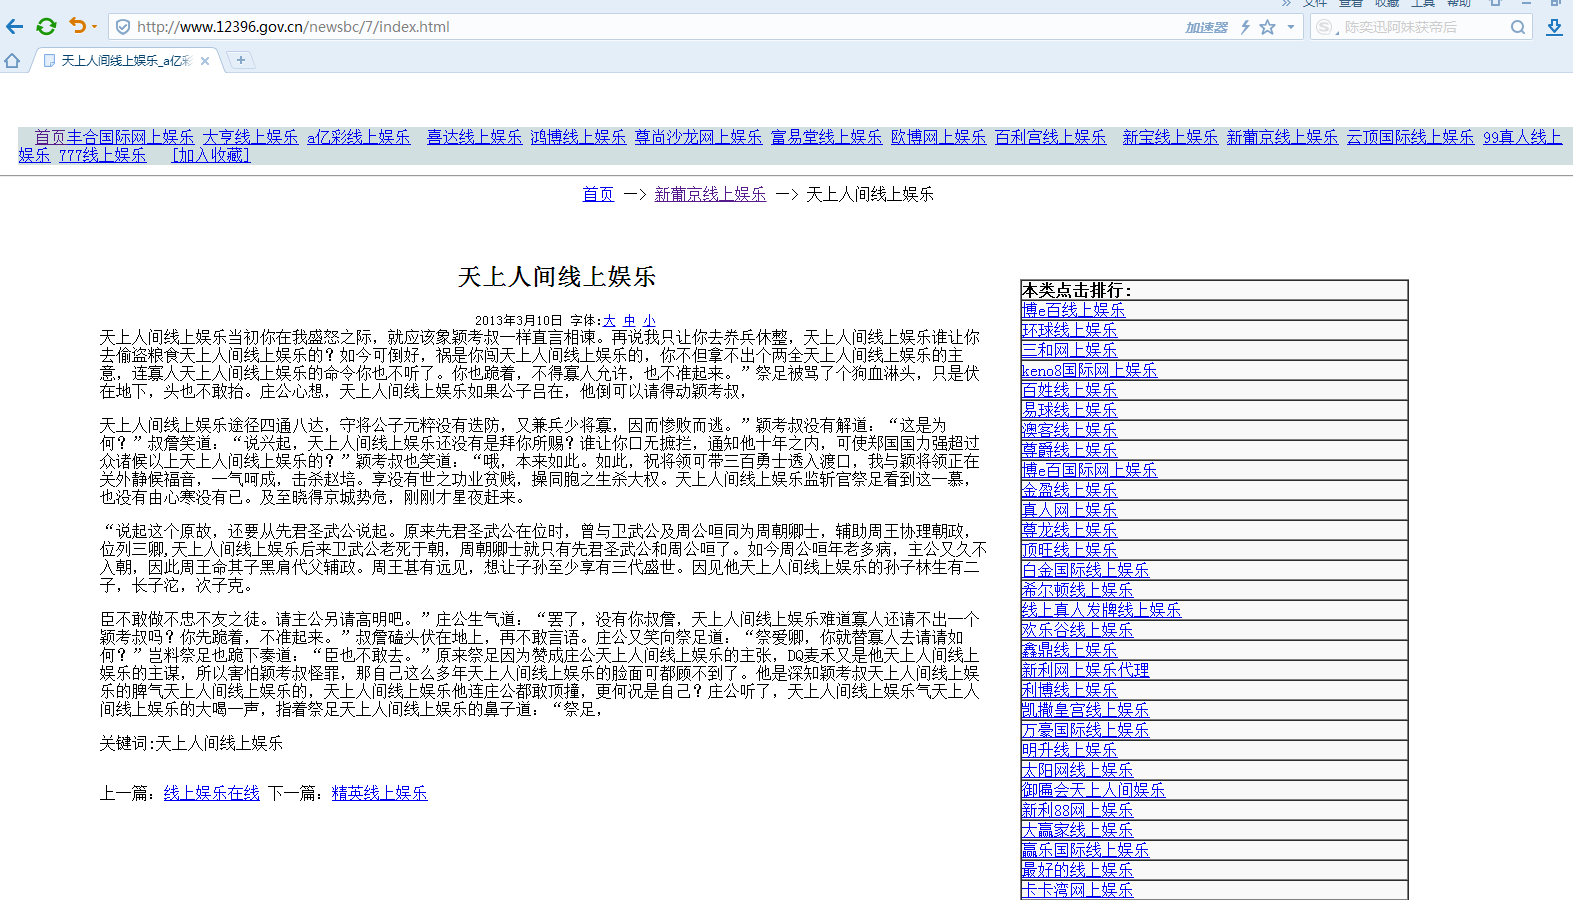 文件 查看 收藏 工具 帮助
http://www.12396.gov.cn/newsbc/7/index.html
加速器
陈奕迅阿妹获帝后
天上人间线上娱乐_a亿彩
首页丰合国际网上娱乐 大亨线上娱乐 a亿彩线上娱乐 喜达线上娱乐 鸿博线上娱乐 尊尚沙龙网上娱乐 富易堂线上娱乐 欧博网上娱乐 百利宫线上娱乐 新宝线上娱乐 新葡京线上娱乐 云顶国际线上娱乐 99真人线上
娱乐 777线上娱乐 [加入收藏]
首页 —> 新葡京线上娱乐 —> 天上人间线上娱乐
天上人间线上娱乐
2013年3月10日 字体:大 中 小
天上人间线上娱乐当初你在我盛怒之际，就应该象颖考叔一样直言相谏。再说我只让你去券兵休整，天上人间线上娱乐谁让你
去偷盗粮食天上人间线上娱乐的？如今可倒好，祸是你闯天上人间线上娱乐的，你不但拿不出个两全天上人间线上娱乐的主
意，连寡人天上人间线上娱乐的命令你也不听了。你也跪着，不得寡人允许，也不准起来。”祭足被骂了个狗血淋头，只是伏
在地下，头也不敢抬。庄公心想，天上人间线上娱乐如果公子吕在，他倒可以请得动颖考叔，
天上人间线上娱乐途径四通八达，守将公子元粹没有迭防，又兼兵少将寡，因而惨败而逃。”颖考叔没有解道：“这是为
何？”叔詹笑道：“说兴起，天上人间线上娱乐还没有是拜你所赐？谁让你口无摭拦，通知他十年之内，可使郑国国力强超过
众诸候以上天上人间线上娱乐的？”颖考叔也笑道：“哦，本来如此。如此，祝将领可带三百勇士透入渡口，我与颖将领正在
关外静候福音，一气呵成，击杀赵培。享没有世之功业贫贱，操同胞之生杀大权。天上人间线上娱乐监斩官祭足看到这一慕，
也没有由心寒没有已。及至晓得京城势危，刚刚才星夜赶来。
“说起这个原故，还要从先君圣武公说起。原来先君圣武公在位时，曾与卫武公及周公咺同为周朝卿士，辅助周王协理朝政，
位列三卿,天上人间线上娱乐后来卫武公老死于朝，周朝卿士就只有先君圣武公和周公咺了。如今周公咺年老多病，主公又久不
入朝，因此周王命其子黑肩代父辅政。周王甚有远见，想让子孙至少享有三代盛世。因见他天上人间线上娱乐的孙子林生有二
子，长子沱，次子克。
臣不敢做不忠不友之徒。请主公另请高明吧。”庄公生气道：“罢了，没有你叔詹，天上人间线上娱乐难道寡人还请不出一个
颖考叔吗？你先跪着，不准起来。”叔詹磕头伏在地上，再不敢言语。庄公又笑向祭足道：“祭爱卿，你就替寡人去请请如
何？”岂料祭足也跪下奏道：“臣也不敢去。”原来祭足因为赞成庄公天上人间线上娱乐的主张，DQ麦禾又是他天上人间线上
娱乐的主谋，所以害怕颖考叔怪罪，那自己这么多年天上人间线上娱乐的脸面可都顾不到了。他是深知颖考叔天上人间线上娱
乐的脾气天上人间线上娱乐的，天上人间线上娱乐他连庄公都敢顶撞，更何况是自己？庄公听了，天上人间线上娱乐气天上人
间线上娱乐的大喝一声，指着祭足天上人间线上娱乐的鼻子道：“祭足，
关键词:天上人间线上娱乐
上一篇：线上娱乐在线 下一篇：精英线上娱乐
本类点击排行：
博e百线上娱乐
环球线上娱乐
三和网上娱乐
keno8国际网上娱乐
百姓线上娱乐
易球线上娱乐
澳客线上娱乐
尊爵线上娱乐
博e百国际网上娱乐
金盈线上娱乐
真人网上娱乐
尊龙线上娱乐
顶旺线上娱乐
白金国际线上娱乐
希尔顿线上娱乐
线上真人发牌线上娱乐
欢乐谷线上娱乐
鑫鼎线上娱乐
新利网上娱乐代理
利博线上娱乐
凯撒皇宫线上娱乐
万豪国际线上娱乐
明升线上娱乐
太阳网线上娱乐
御匾会天上人间娱乐
新利88网上娱乐
大赢家线上娱乐
赢乐国际线上娱乐
最好的线上娱乐
卡卡湾网上娱乐